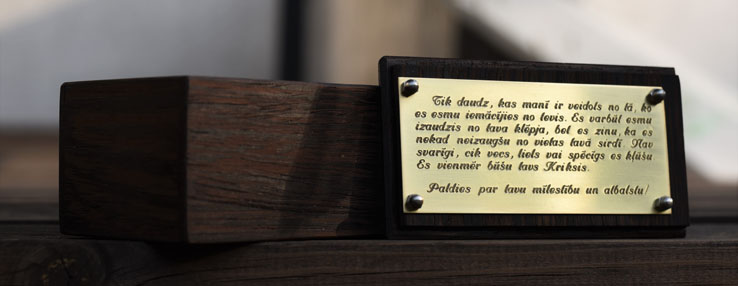 Tik daudz, kas manī ir veidots no tā, ko
es esmu iemācījies no tevis. Es varbūt esmu
izaudzis no tava klēpja, bet es zinu, ka es
nekad neizaugšu no vietas tavā sirdī. Nav
svarīgi, cik vecs, liels vai spēcīgs es kļūšu
Es vienmēr būšu tavs Kriksis.
Paldies par tavu mīlestību un atbalstu!